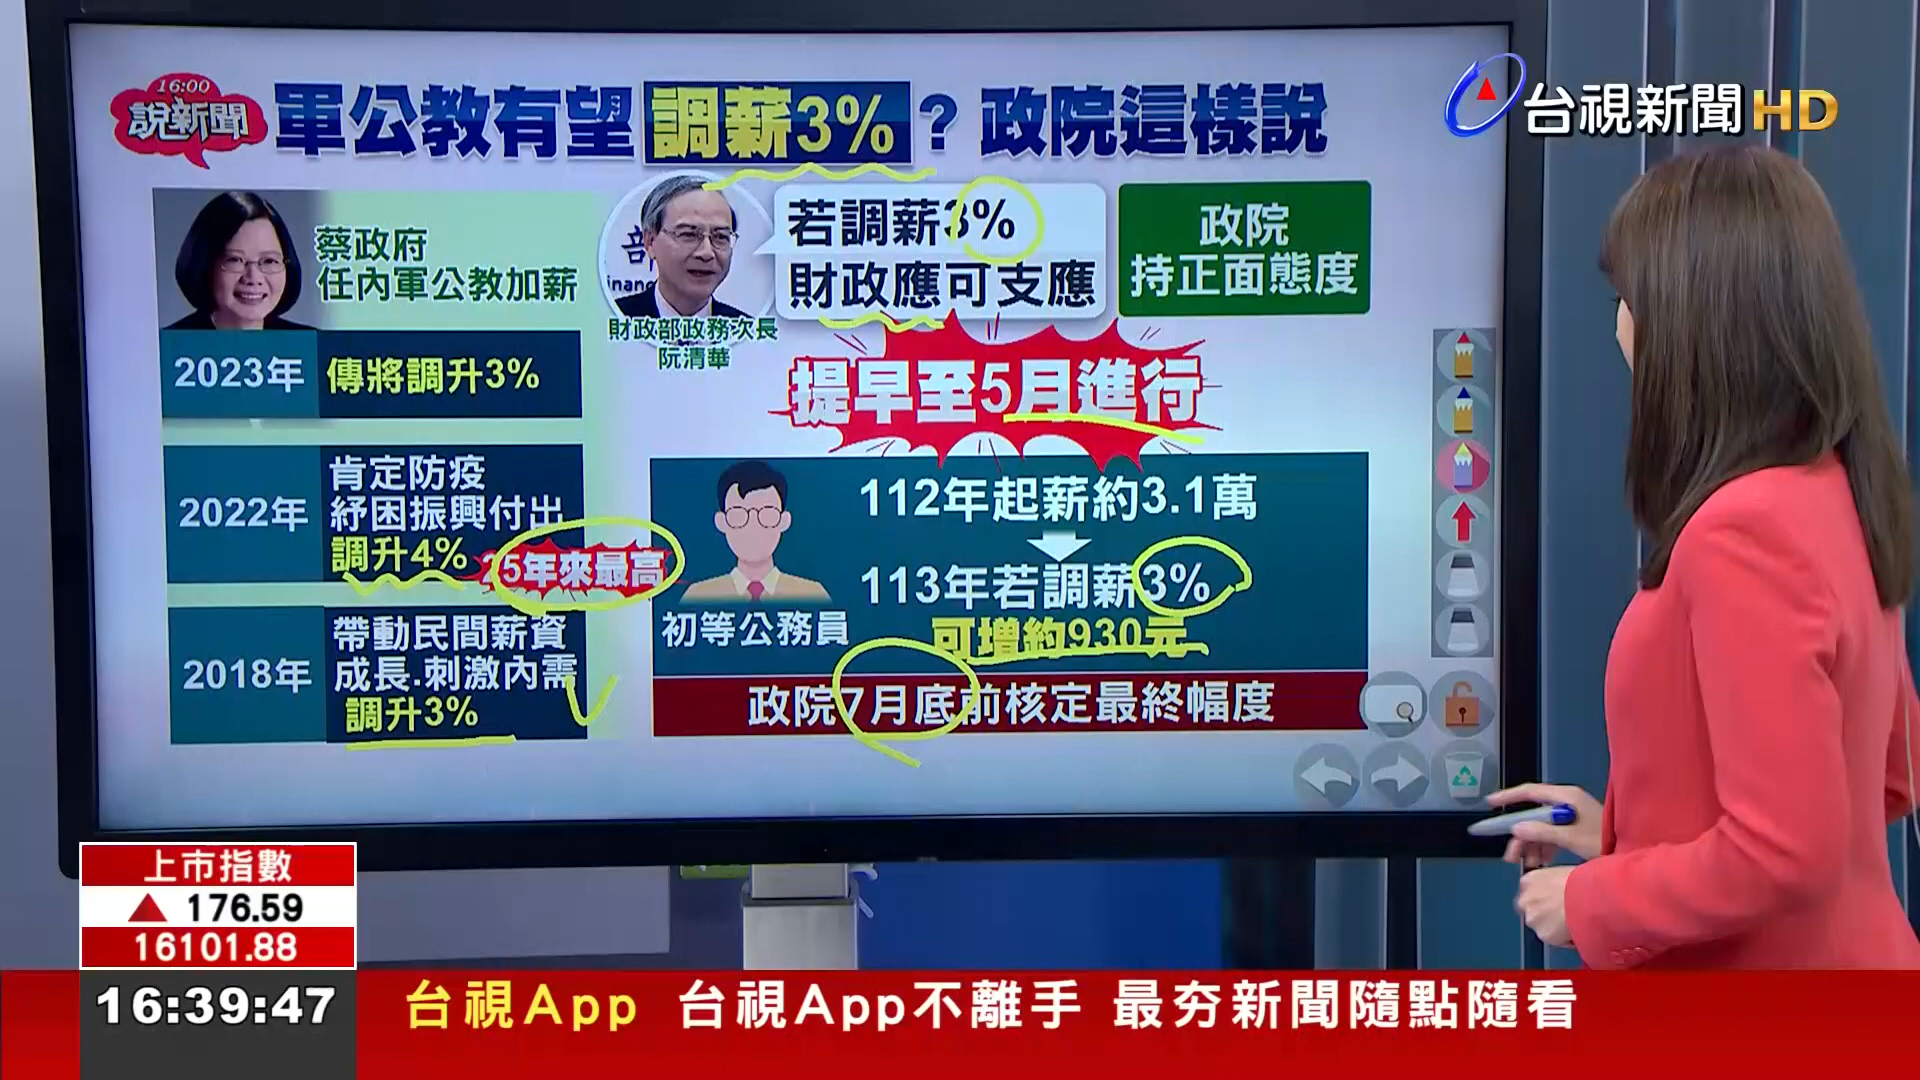 16:00
說新聞
軍公教有望調薪3%?政院這樣說
台視新聞HD
蔡政府
任內軍公教加薪
2023年
傳將調升3%
2022年
肯定防疫
紓困振興付出
調升4%
25年來最高
2018年
帶動民間薪資
成長.刺激內需
調升3%
部
inanc
財政部政務次長
阮清華
若調薪3%
財政應可支應
政院
持正面態度
提早至5月進行
112年起薪約3.1萬
113年若調薪3%
可增約930元
初等公務員
政院7月底前核定最終幅度
上市指數
▲ 176.59
16101.88
16:39:47
台視App 台視App不離手 最夯新聞隨點隨看